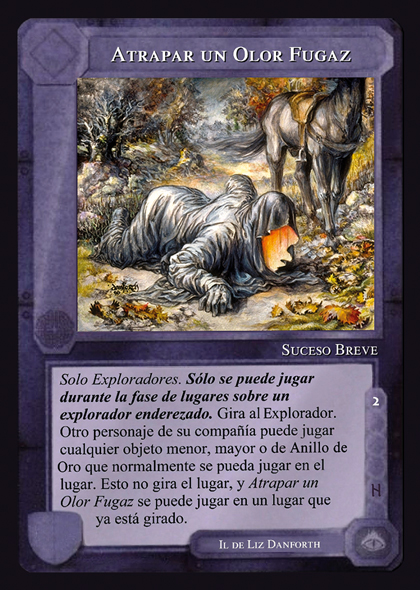 Atrapar un Olor Fugaz
Suceso Breve
Solo Exploradores. Sólo se puede jugar
durante la fase de lugares sobre un
explorador enderezado. Gira al Explorador.
Otro personaje de su compañía puede jugar
cualquier objeto menor, mayor o de Anillo de
Oro que normalmente se pueda jugar en el
lugar. Esto no gira el lugar, y Atrapar un
Olor Fugaz se puede jugar en un lugar que
ya está girado.
2
Il de Liz Danforth